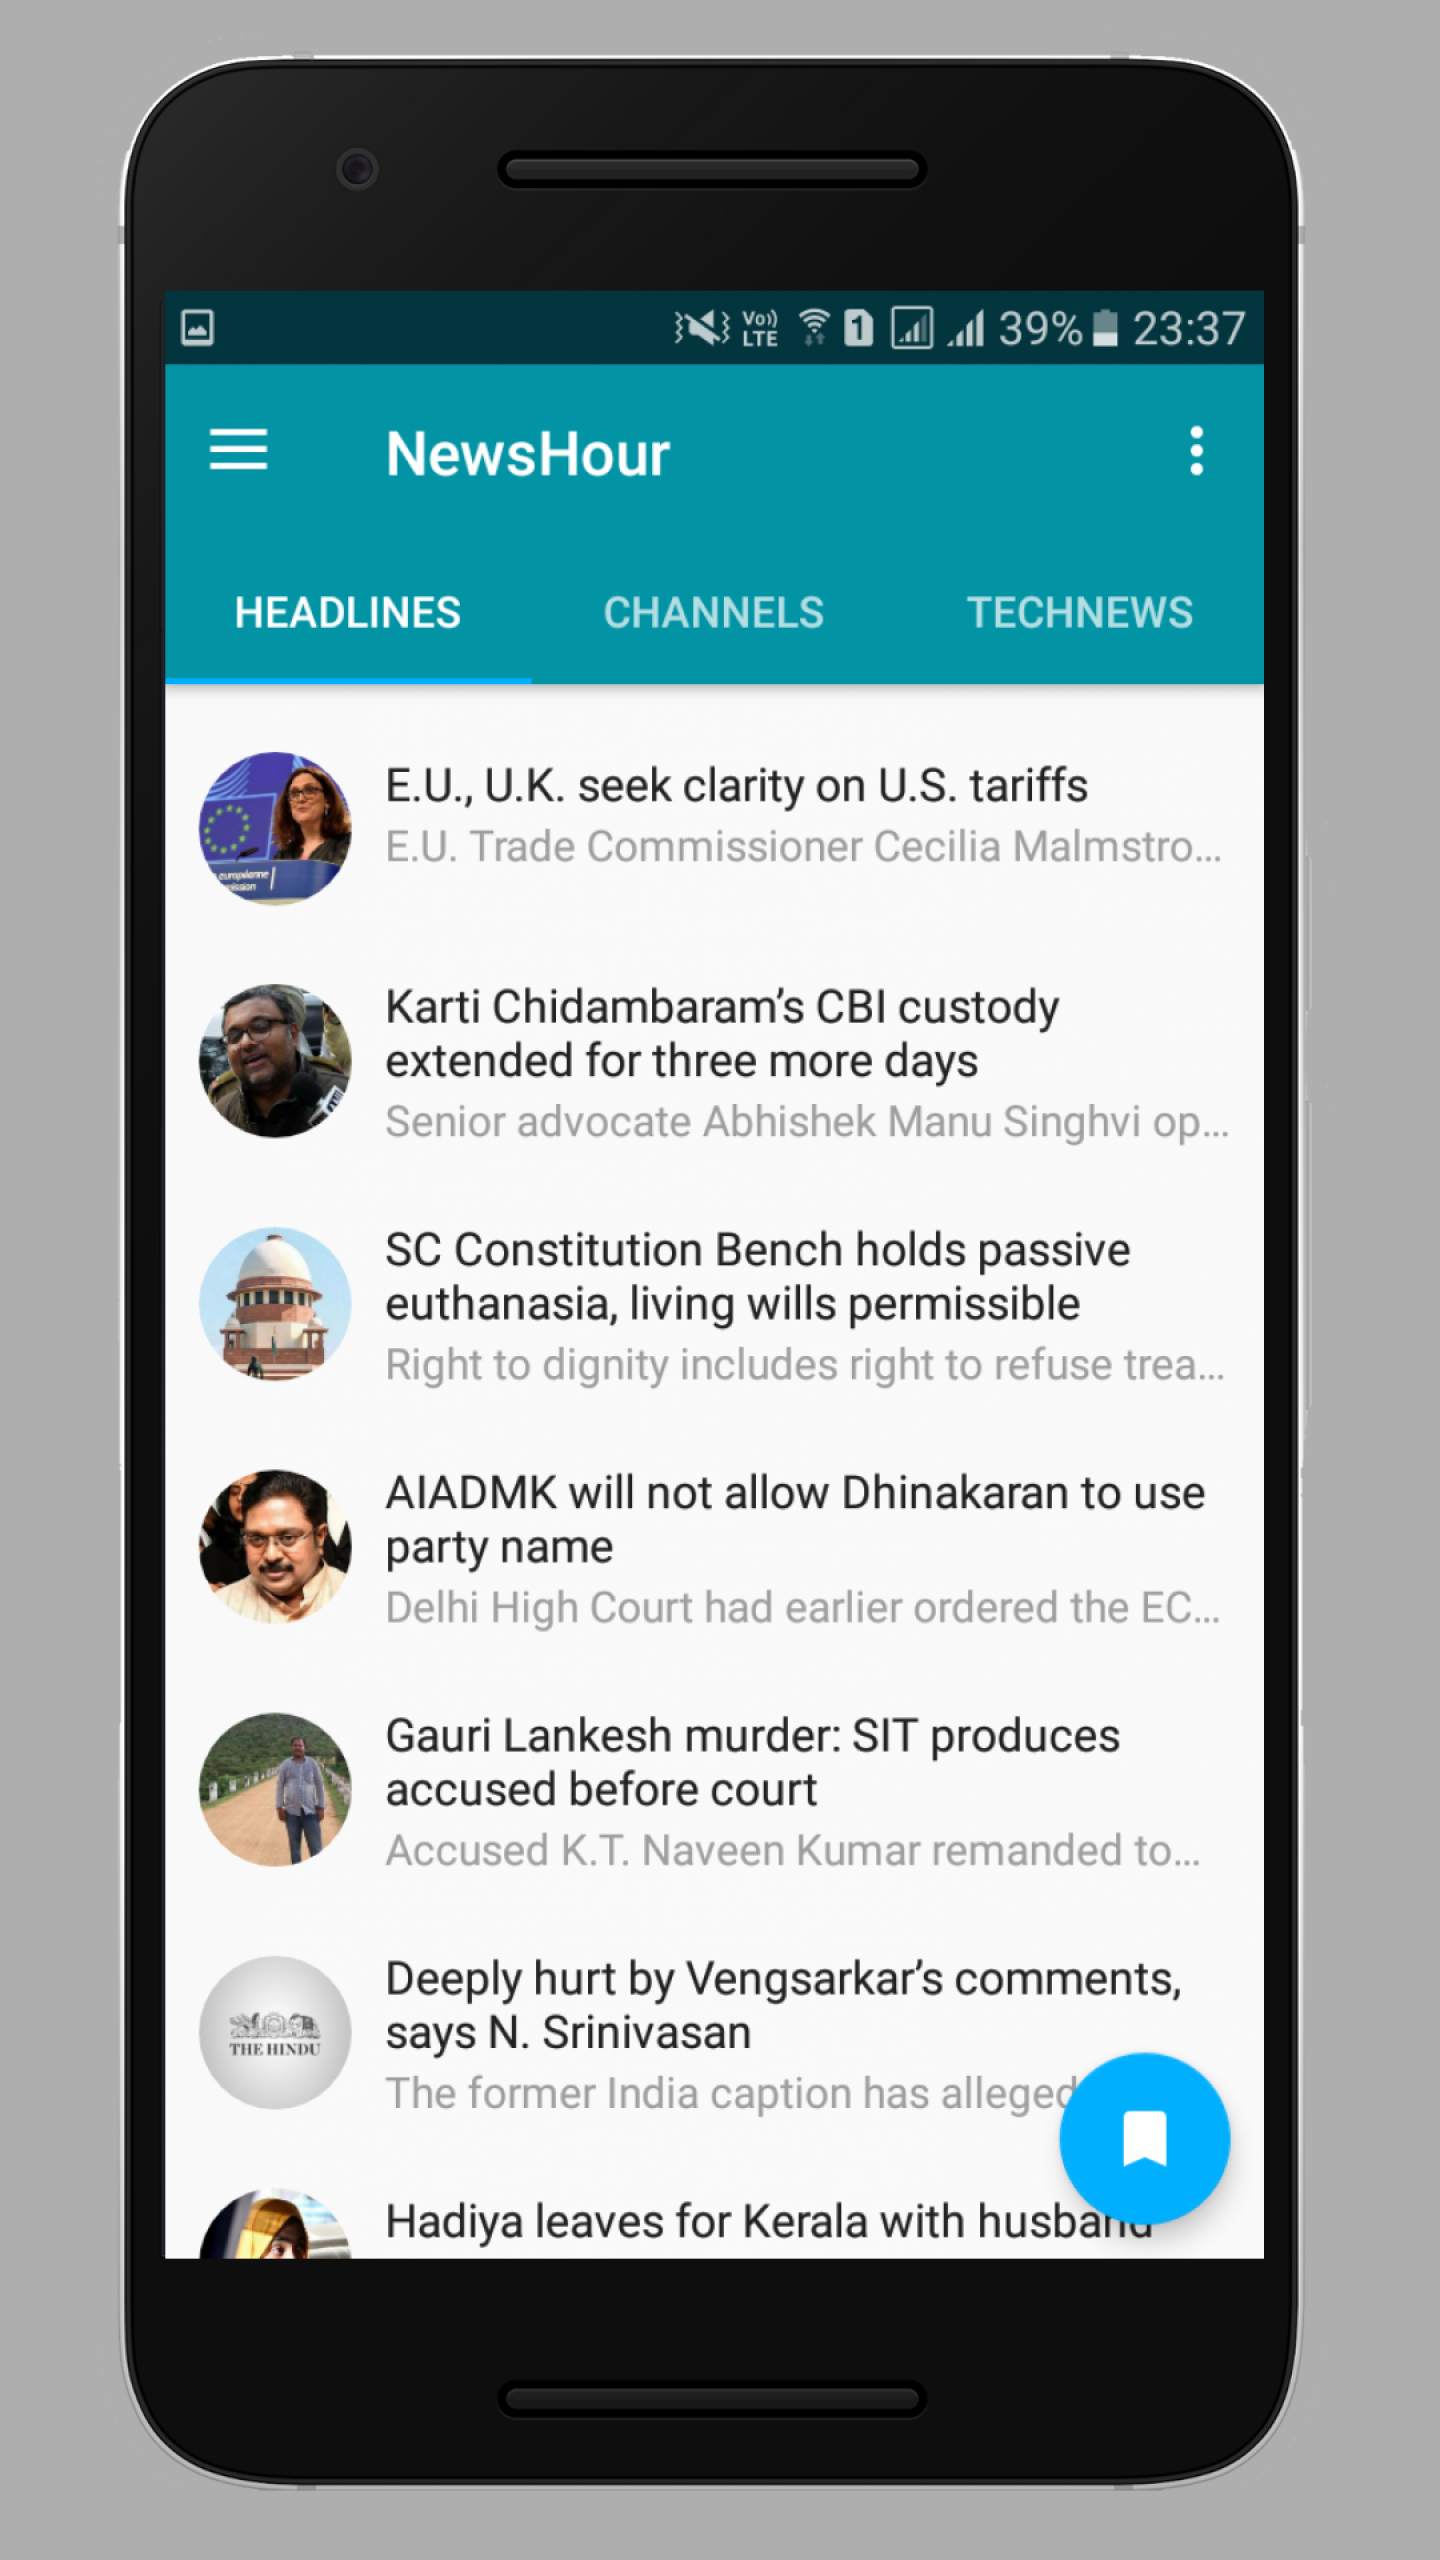 Vo)) LTE 1 39% 23:37
NewsHour
HEADLINES CHANNELS TECHNEWS
E.U., U.K. seek clarity on U.S. tariffs
E.U. Trade Commissioner Cecilia Malmstro...
européenne
mission
Karti Chidambaram’s CBI custody
extended for three more days
Senior advocate Abhishek Manu Singhvi op...
SC Constitution Bench holds passive
euthanasia, living wills permissible
Right to dignity includes right to refuse trea...
AIADMK will not allow Dhinakaran to use
party name
Delhi High Court had earlier ordered the EC...
Gauri Lankesh murder: SIT produces
accused before court
Accused K.T. Naveen Kumar remanded to...
THE HINDU
Deeply hurt by Vengsarkar’s comments,
says N. Srinivasan
The former India caption has alleged
Hadiya leaves for Kerala with husband